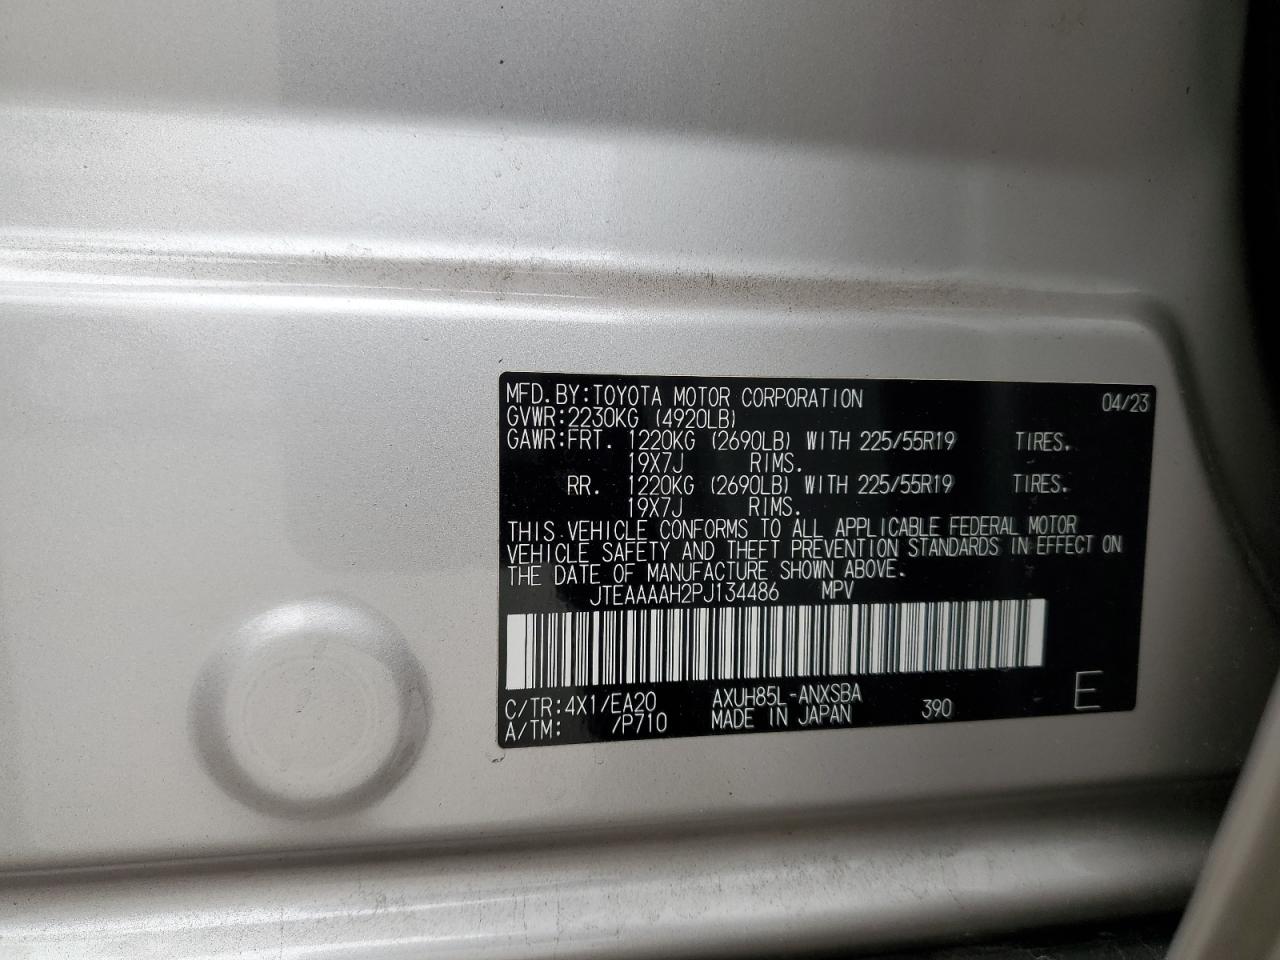 MFD. BY: TOYOTA MOTOR CORPORATION 04/23
GVWR: 2230KG (4920LB)
GAWR: FRT. 1220KG (2690LB) WITH 225/55R19 TIRES.
19X7J RIMS.
RR. 1220KG (2690LB) WITH 225/55R19 TIRES.
19X7J RIMS.
THIS VEHICLE CONFORMS TO ALL APPLICABLE FEDERAL MOTOR
VEHICLE SAFETY AND THEFT PREVENTION STANDARDS IN EFFECT ON
THE DATE OF MANUFACTURE SHOWN ABOVE.
JTEAAAAH2PJ134486 MPV
C/TR: 4X1/EA20 AXUH85L-ANXSBA
A/TM: /P710 MADE IN JAPAN 390 E